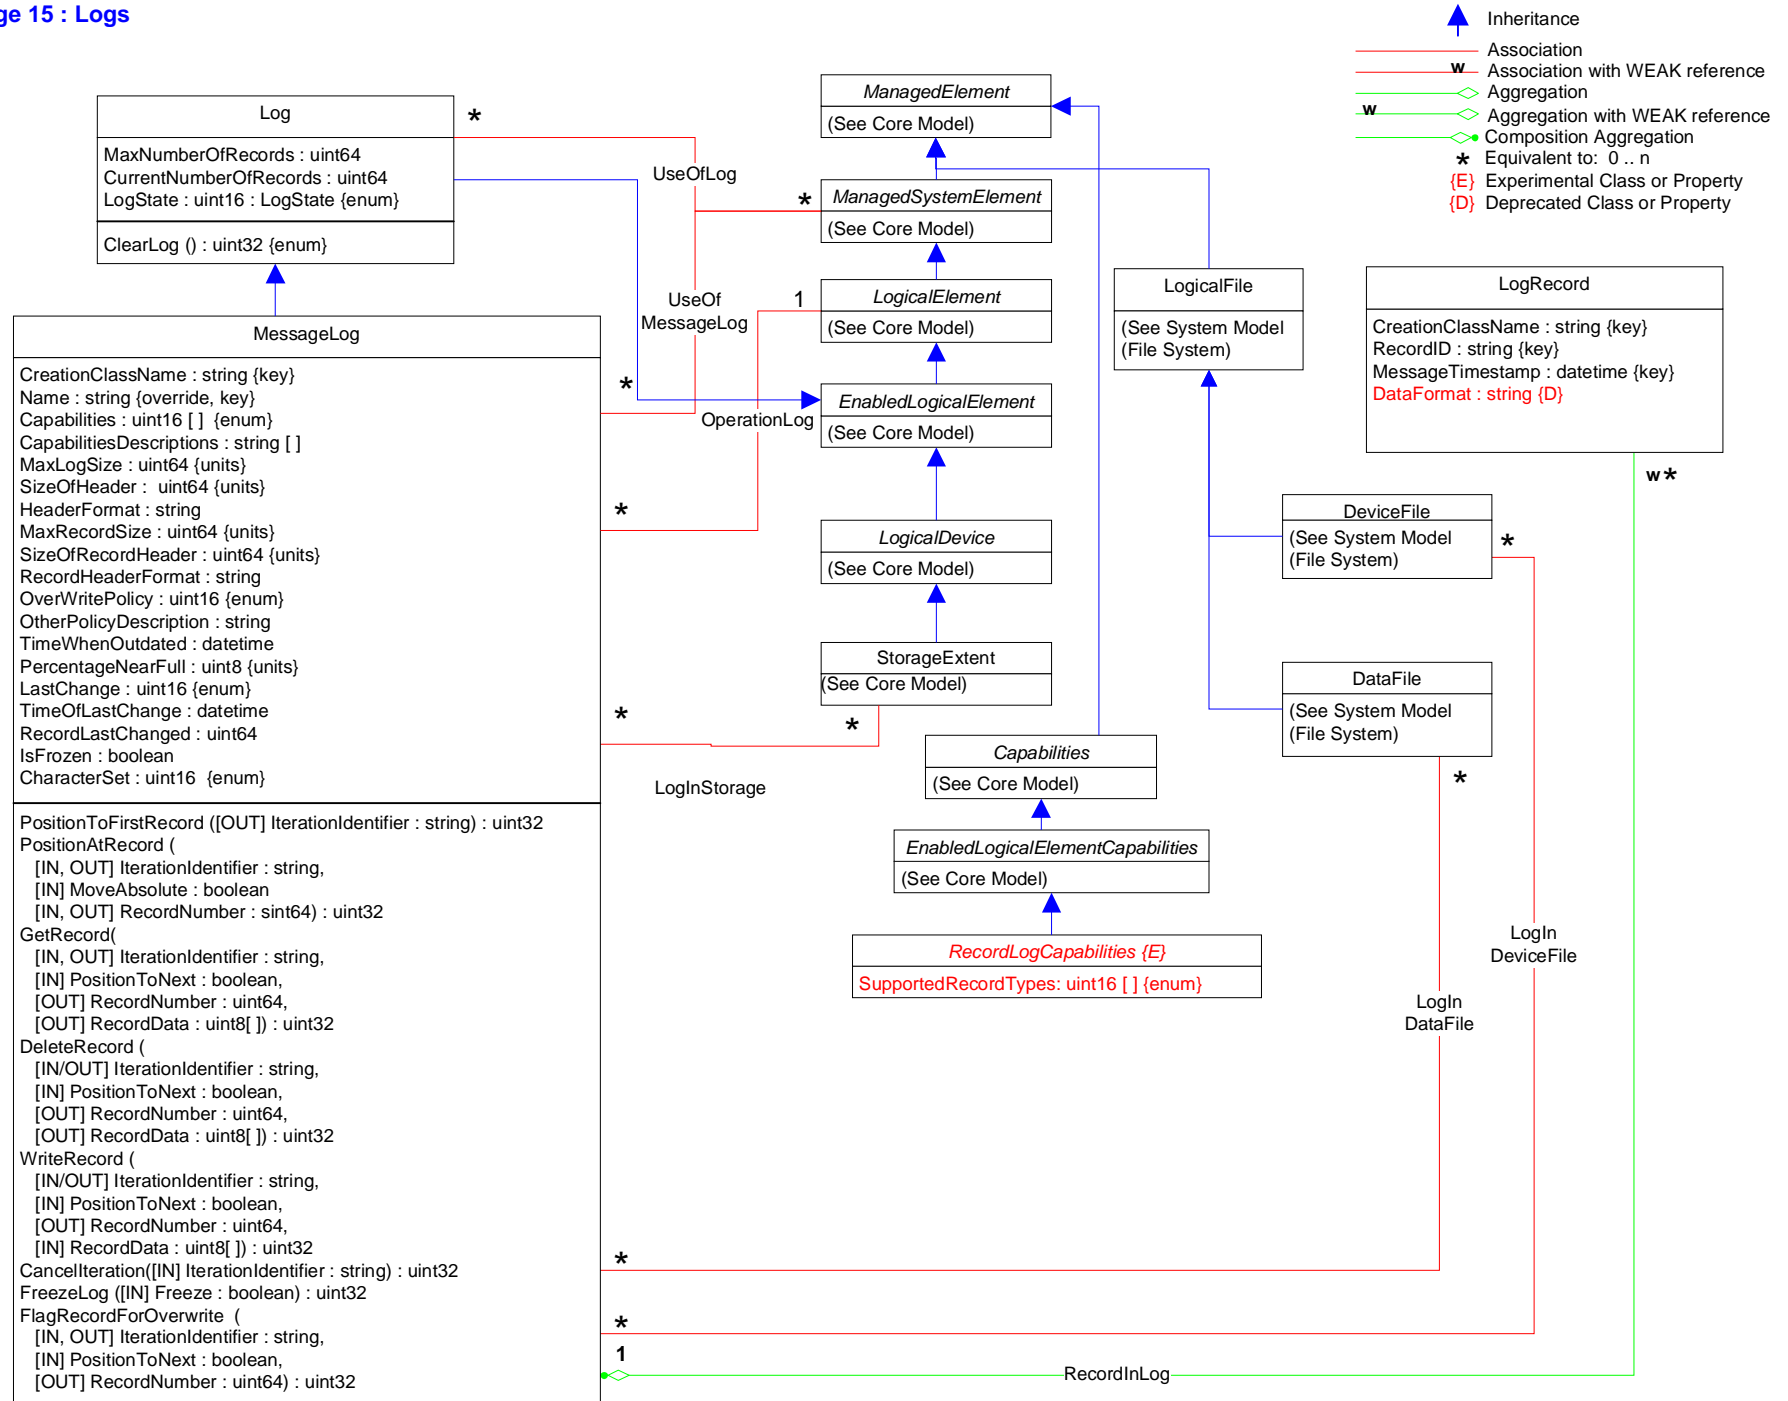 ge 15 : Logs
Inheritance
Association
w Association with WEAK reference
Aggregation
w Aggregation with WEAK reference
Composition Aggregation
* Equivalent to: 0 .. n
{E} Experimental Class or Property
{D} Deprecated Class or Property
Log
MaxNumberOfRecords : uint64
CurrentNumberOfRecords : uint64
LogState : uint16 : LogState {enum}
ClearLog () : uint32 {enum}
*
UseOfLog
*
ManagedElement
(See Core Model)
ManagedSystemElement
(See Core Model)
UseOf
MessageLog
1
LogicalElement
(See Core Model)
*
OperationLog
EnabledLogicalElement
(See Core Model)
*
LogicalDevice
(See Core Model)
StorageExtent
(See Core Model)
*
*
LogInStorage
LogicalFile
(See System Model
(File System)
LogRecord
CreationClassName : string {key}
RecordID : string {key}
MessageTimestamp : datetime {key}
DataFormat : string {D}
w*
DeviceFile
(See System Model
(File System)
*
DataFile
(See System Model
(File System)
*
Capabilities
(See Core Model)
EnabledLogicalElementCapabilities
(See Core Model)
RecordLogCapabilities {E}
SupportedRecordTypes: uint16 [ ] {enum}
LogIn
DeviceFile
LogIn
DataFile
MessageLog
CreationClassName : string {key}
Name : string {override, key}
Capabilities : uint16 [ ] {enum}
CapabilitiesDescriptions : string [ ]
MaxLogSize : uint64 {units}
SizeOfHeader : uint64 {units}
HeaderFormat : string
MaxRecordSize : uint64 {units}
SizeOfRecordHeader : uint64 {units}
RecordHeaderFormat : string
OverWritePolicy : uint16 {enum}
OtherPolicyDescription : string
TimeWhenOutdated : datetime
PercentageNearFull : uint8 {units}
LastChange : uint16 {enum}
TimeOfLastChange : datetime
RecordLastChanged : uint64
IsFrozen : boolean
CharacterSet : uint16 {enum}
PositionToFirstRecord ([OUT] IterationIdentifier : string) : uint32
PositionAtRecord (
[IN, OUT] IterationIdentifier : string,
[IN] MoveAbsolute : boolean
[IN, OUT] RecordNumber : sint64) : uint32
GetRecord(
[IN, OUT] IterationIdentifier : string,
[IN] PositionToNext : boolean,
[OUT] RecordNumber : uint64,
[OUT] RecordData : uint8[ ]) : uint32
DeleteRecord (
[IN/OUT] IterationIdentifier : string,
[IN] PositionToNext : boolean,
[OUT] RecordNumber : uint64,
[OUT] RecordData : uint8[ ]) : uint32
WriteRecord (
[IN/OUT] IterationIdentifier : string,
[IN] PositionToNext : boolean,
[OUT] RecordNumber : uint64,
[IN] RecordData : uint8[ ]) : uint32
CancelIteration([IN] IterationIdentifier : string) : uint32
FreezeLog ([IN] Freeze : boolean) : uint32
FlagRecordForOverwrite (
[IN, OUT] IterationIdentifier : string,
[IN] PositionToNext : boolean,
[OUT] RecordNumber : uint64) : uint32
*
*
1
RecordInLog